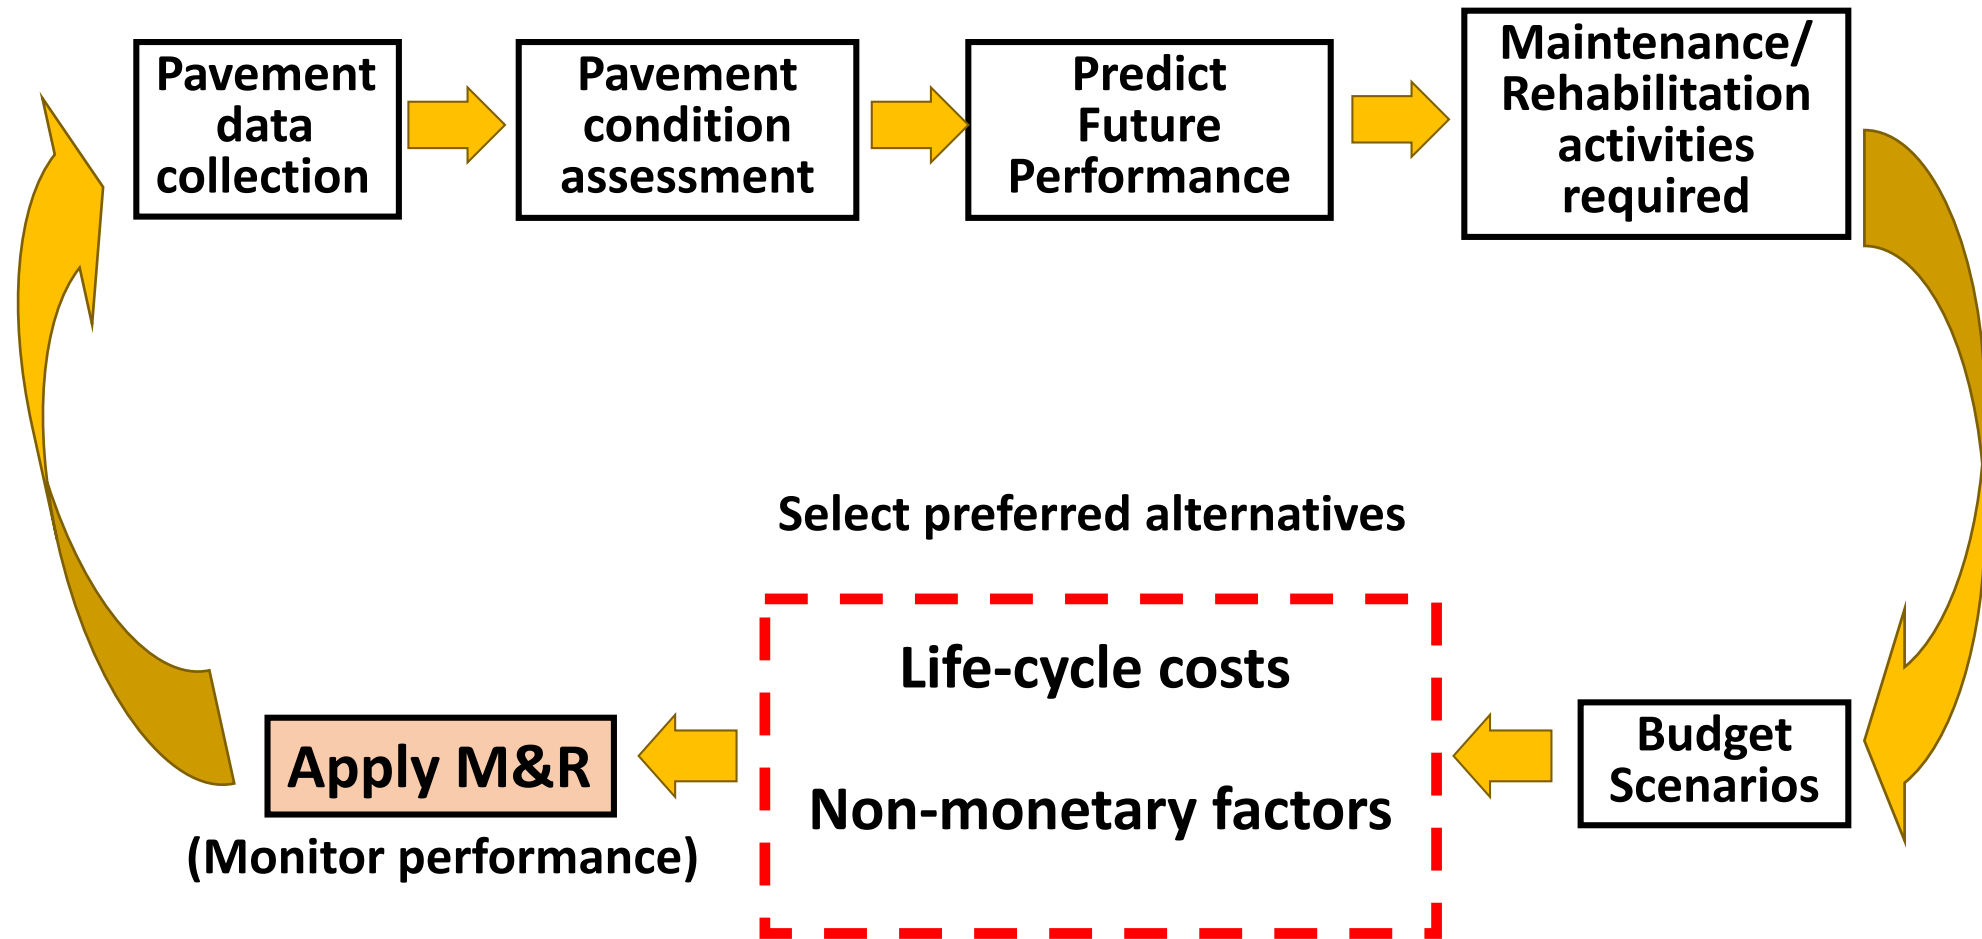 Pavement
data
collection
Pavement
condition
assessment
Predict
Future
Performance
Maintenance/
Rehabilitation
activities
required
Select preferred alternatives
Life-cycle costs
Non-monetary factors
Budget
Scenarios
Apply M&R
(Monitor performance)